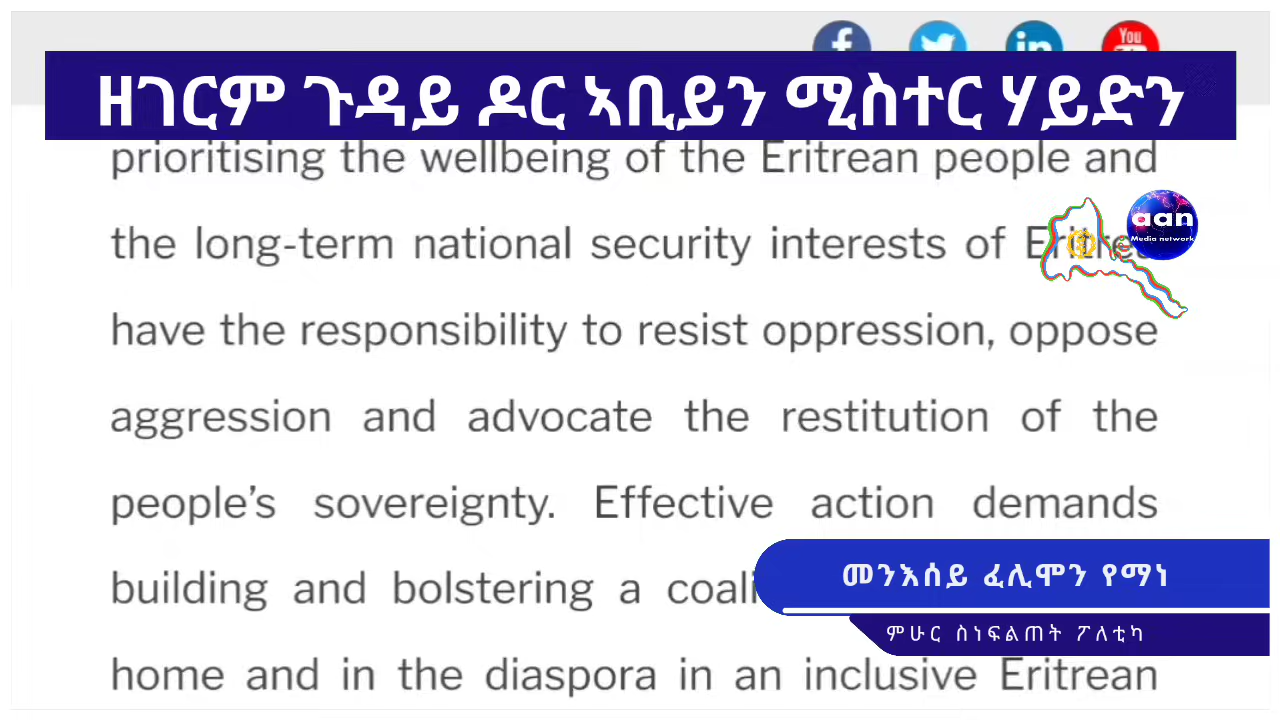 You
ዘገርም ጉዳይ ዶር ኣቢይን ሚስተር ሃይድን
prioritising the wellbeing of the Eritrean people and
aan
Media network
the long-term national security interests of Eritrea
have the responsibility to resist oppression, oppose
aggression and advocate the restitution of the
people’s sovereignty. Effective action demands
building and bolstering a coali
መንእሰይ ፈሊሞን የማነ
ምሁር ስነፍልጠት ፖለቲካ
home and in the diaspora in an inclusive Eritrean